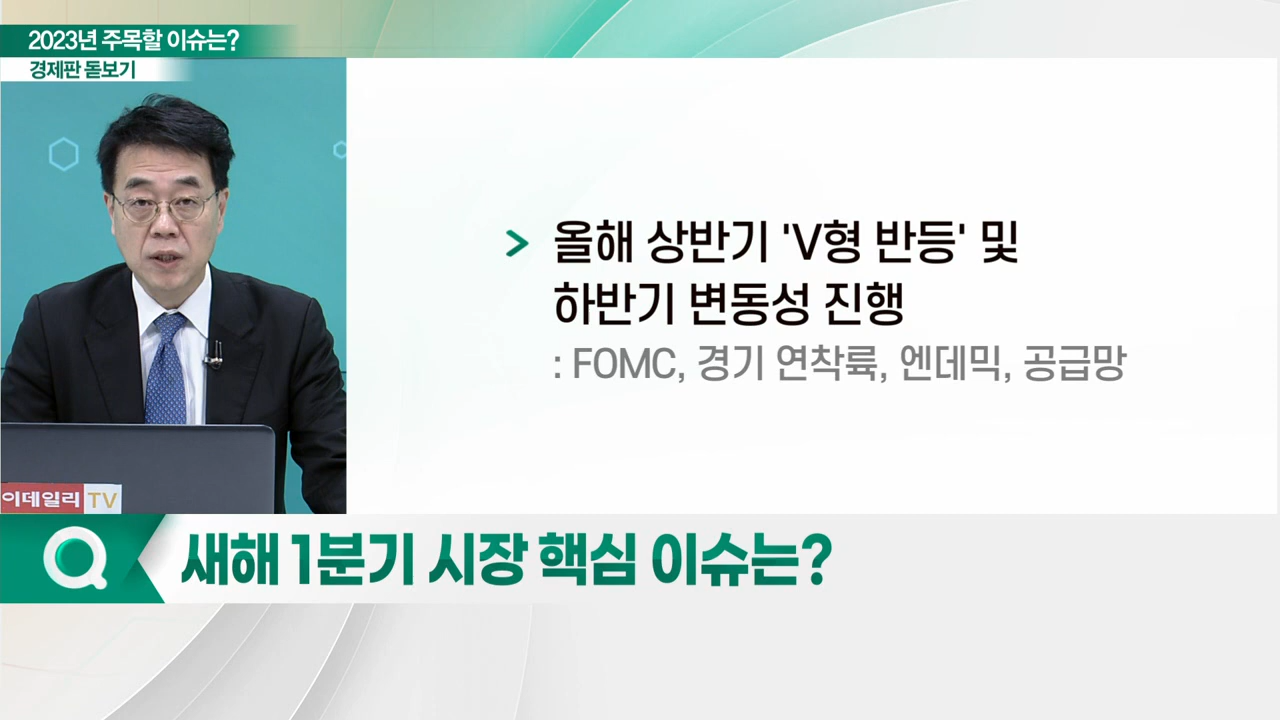 2023년 주목할 이슈는?
경제판 돋보기
올해 상반기 'V형 반등' 및
하반기 변동성 진행
: FOMC, 경기 연착륙, 엔데믹, 공급망
이데일리 TV
새해 1분기 시장 핵심 이슈는?